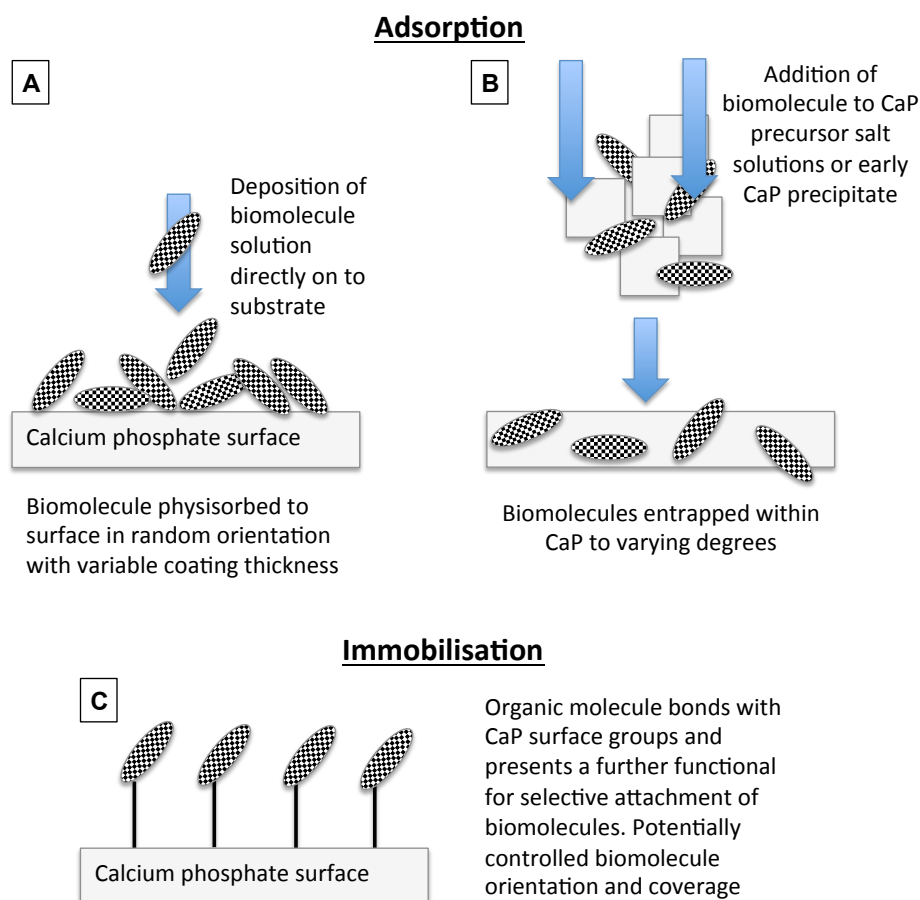 Adsorption
A
Deposition of
biomolecule
solution
directly on to
substrate
Calcium phosphate surface
Biomolecule physisorbed to
surface in random orientation
with variable coating thickness
B
Addition of
biomolecule to CaP
precursor salt
solutions or early
CaP precipitate
Biomolecules entrapped within
CaP to varying degrees
Immobilisation
C
Calcium phosphate surface
Organic molecule bonds with
CaP surface groups and
presents a further functional
for selective attachment of
biomolecules. Potentially
controlled biomolecule
orientation and coverage